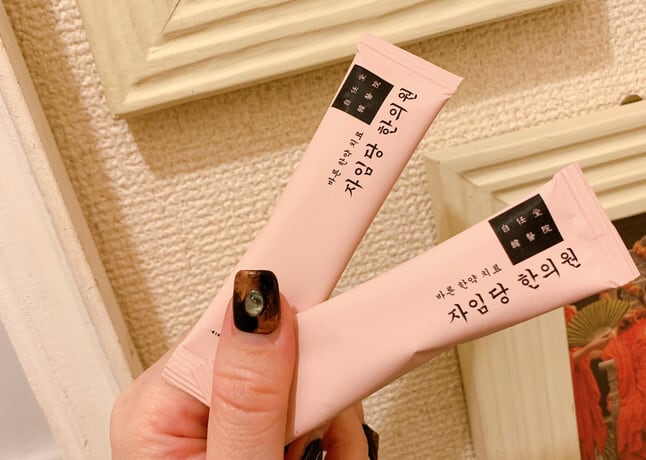 自任堂
韓醫院
바른 한약 치료
자임당 한의원
自任堂
韓醫院
바른 한약 치료
자임당 한의원